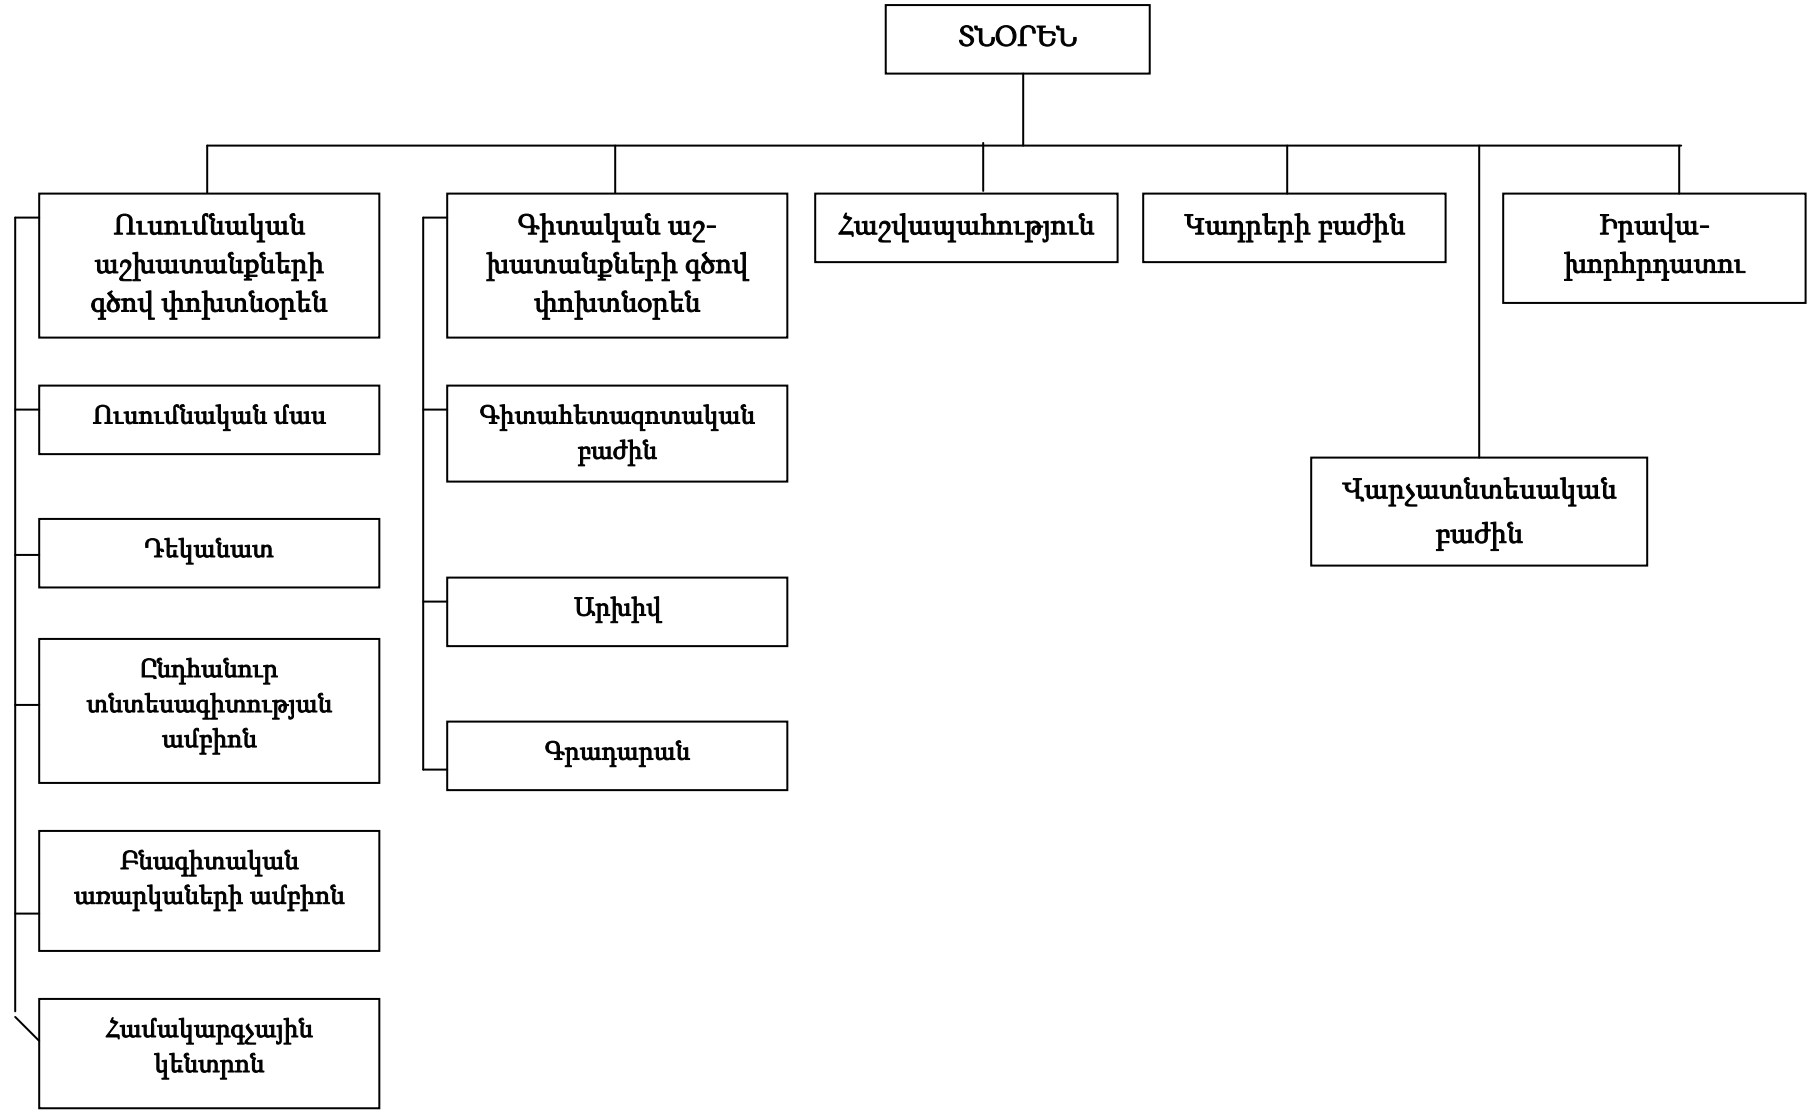 ՏՆՕՐԵՆ
Ուսումնական
աշխատանքների
գծով փոխտնօրեն
Գիտական աշ-
խատանքների գծով
փոխտնօրեն
Հաշվապահություն
Կադրերի բաժին
Իրավա-
խորհրդատու
Ուսումնական մաս
Գիտահետազոտական
բաժին
Վարչատնտեսական
բաժին
Դեկանատ
Արխիվ
Ընդհանուր
տնտեսագիտության
ամբիոն
Գրադարան
Բնագիտական
առարկաների ամբիոն
Համակարգչային
կենտրոն